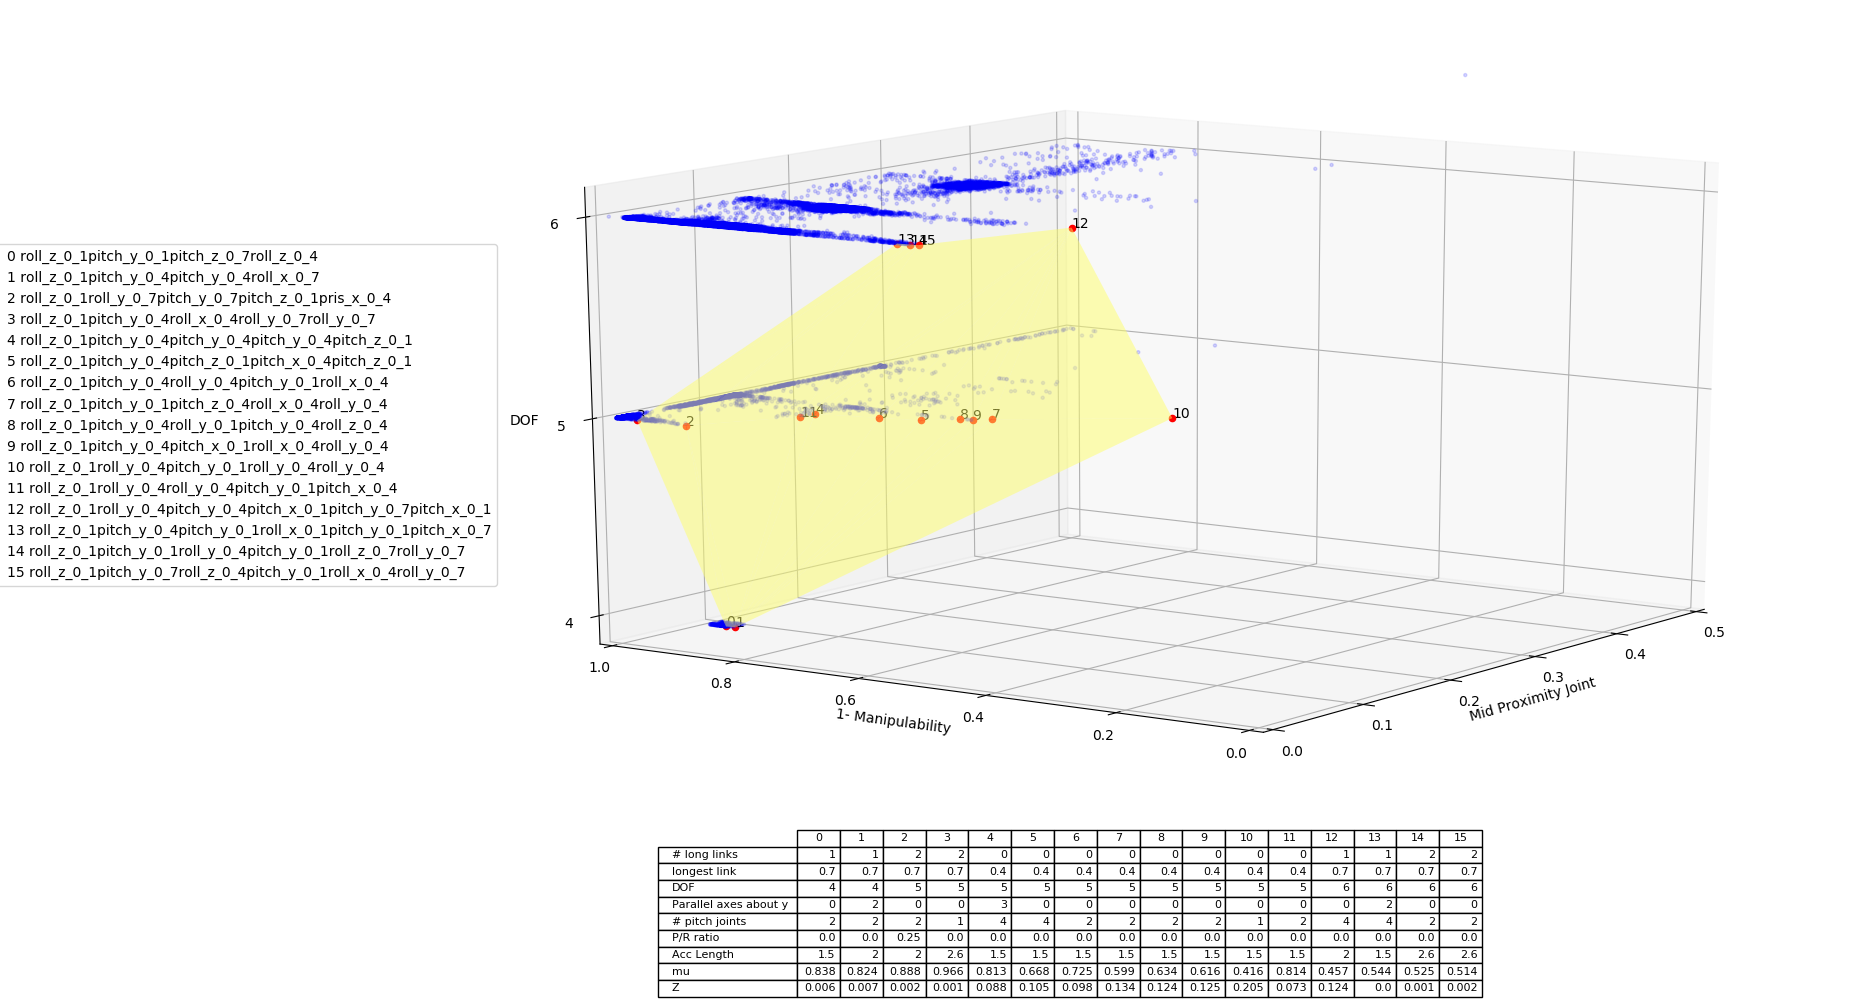 0 roll_z_0_1pitch_y_0_1pitch_z_0_7roll_z_0_4
1 roll_z_0_1pitch_y_0_4pitch_y_0_4roll_x_0_7
2 roll_z_0_1roll_y_0_7pitch_y_0_7pitch_z_0_1pris_x_0_4
3 roll_z_0_1pitch_y_0_4roll_x_0_4roll_y_0_7roll_y_0_7
4 roll_z_0_1pitch_y_0_4pitch_y_0_4pitch_y_0_4pitch_z_0_1
5 roll_z_0_1pitch_y_0_4pitch_z_0_1pitch_x_0_4pitch_z_0_1
6 roll_z_0_1pitch_y_0_4roll_y_0_4pitch_y_0_1roll_x_0_4
7 roll_z_0_1pitch_y_0_1pitch_z_0_4roll_x_0_4roll_y_0_4
8 roll_z_0_1pitch_y_0_4roll_y_0_1pitch_y_0_4roll_z_0_4
9 roll_z_0_1pitch_y_0_4pitch_x_0_1roll_x_0_4roll_y_0_4
10 roll_z_0_1roll_y_0_4pitch_y_0_1roll_y_0_4roll_y_0_4
11 roll_z_0_1roll_y_0_4roll_y_0_4pitch_y_0_1pitch_x_0_4
12 roll_z_0_1roll_y_0_4pitch_y_0_4pitch_x_0_1pitch_y_0_7pitch_x_0_1
13 roll_z_0_1pitch_y_0_4pitch_y_0_1roll_x_0_1pitch_y_0_1pitch_x_0_7
14 roll_z_0_1pitch_y_0_1roll_y_0_4pitch_y_0_1roll_z_0_7roll_y_0_7
15 roll_z_0_1pitch_y_0_7roll_z_0_4pitch_y_0_1roll_x_0_4roll_y_0_7
DOF
6
5
4
12
13 14 15
3 2 11 4 6 5 8 9 7 10
0 1
1.0 0.8 0.6 0.4 0.2 0.0
1- Manipulability
0.0 0.1 0.2 0.3 0.4 0.5
Mid Proximity Joint
0 1 2 3 4 5 6 7 8 9 10 11 12 13 14 15
# long links 1 1 2 2 0 0 0 0 0 0 0 0 1 1 2 2
longest link 0.7 0.7 0.7 0.7 0.4 0.4 0.4 0.4 0.4 0.4 0.4 0.4 0.7 0.7 0.7 0.7
DOF 4 4 5 5 5 5 5 5 5 5 5 5 6 6 6 6
Parallel axes about y 0 2 0 0 3 0 0 0 0 0 0 0 0 2 0 0
# pitch joints 2 2 2 1 4 4 2 2 2 2 1 2 4 4 2 2
P/R ratio 0.0 0.0 0.25 0.0 0.0 0.0 0.0 0.0 0.0 0.0 0.0 0.0 0.0 0.0 0.0 0.0
Acc Length 1.5 2 2 2.6 1.5 1.5 1.5 1.5 1.5 1.5 1.5 1.5 2 1.5 2.6 2.6
mu 0.838 0.824 0.888 0.966 0.813 0.668 0.725 0.599 0.634 0.616 0.416 0.814 0.457 0.544 0.525 0.514
Z 0.006 0.007 0.002 0.001 0.088 0.105 0.098 0.134 0.124 0.125 0.205 0.073 0.124 0.0 0.001 0.002